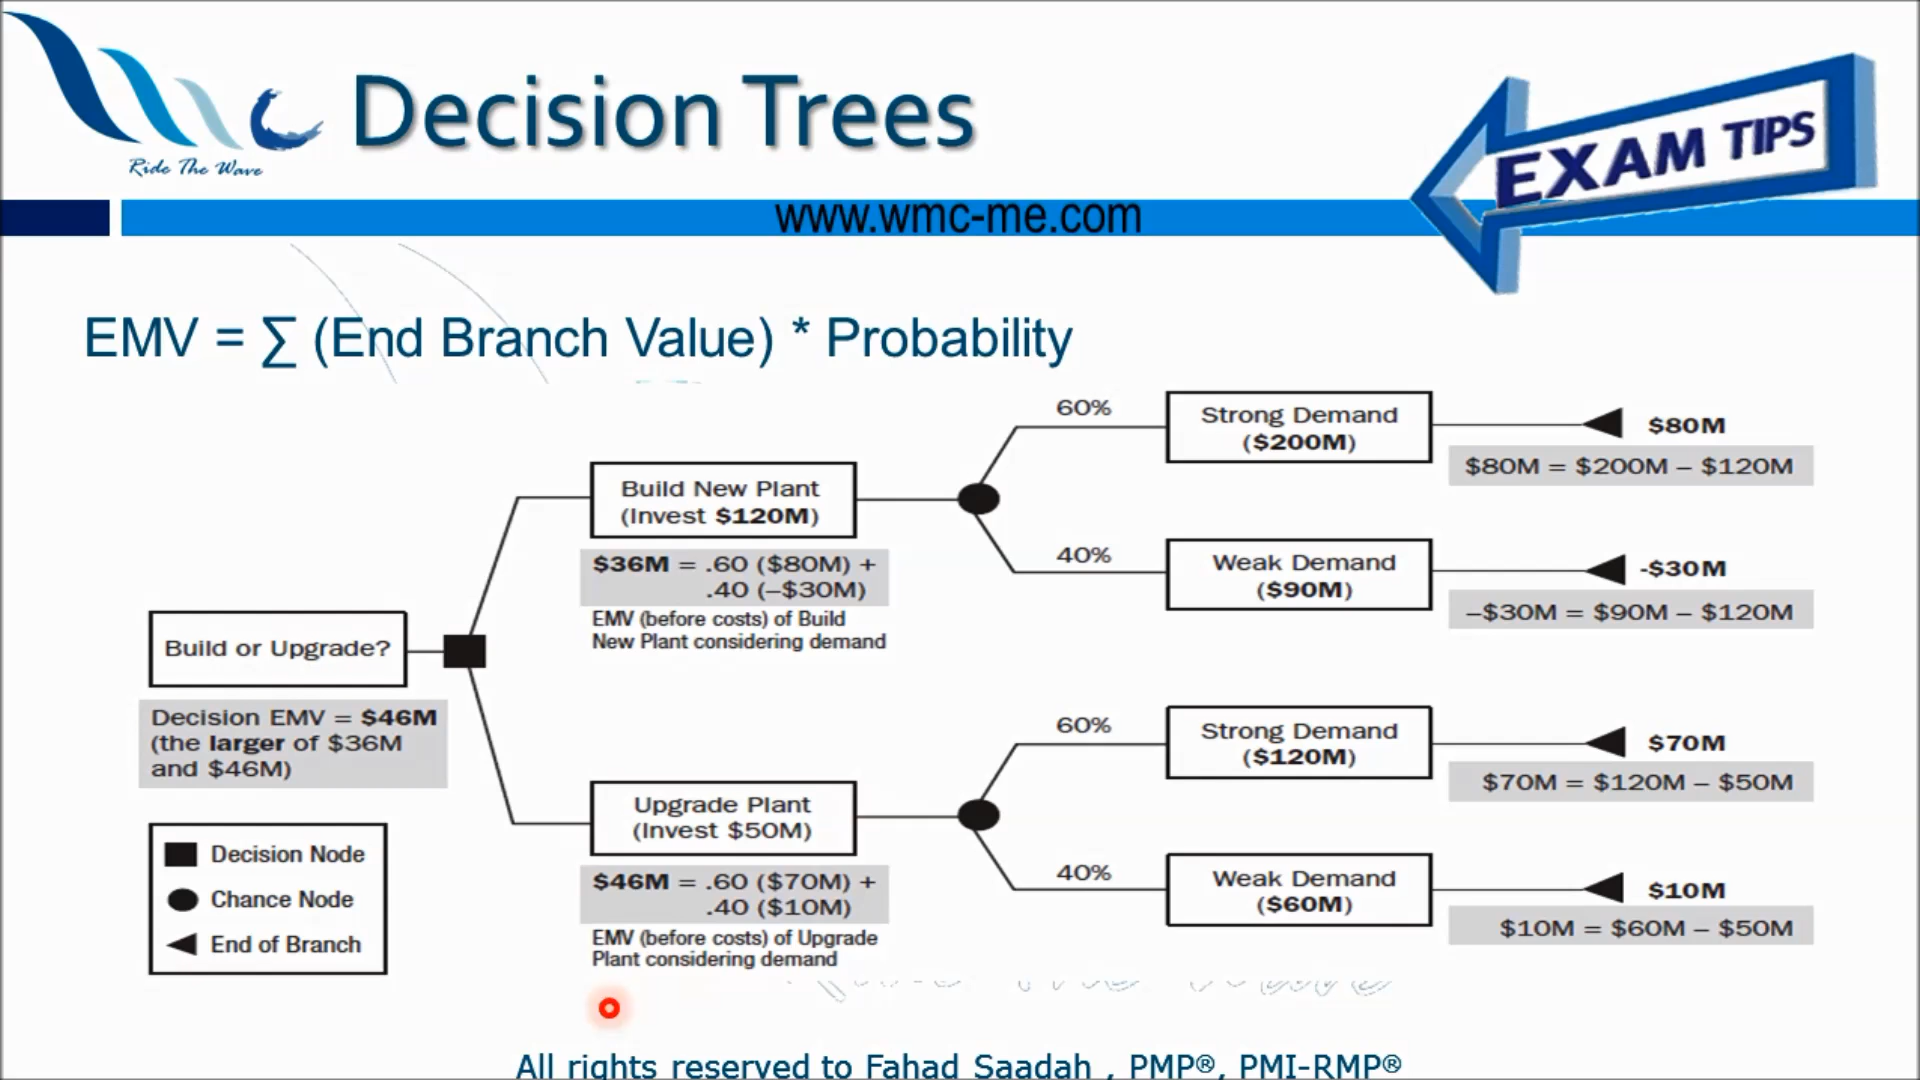 Ride The Wave
Decision Trees
EXAM TIPS
www.wmc-me.com
EMV = ∑ (End Branch Value) * Probability
Build or Upgrade?
Decision EMV = $46M
(the larger of $36M
and $46M)
Decision Node
Chance Node
End of Branch
Build New Plant
(Invest $120M)
$36M = .60 ($80M) +
.40 (–$30M)
EMV (before costs) of Build
New Plant considering demand
Upgrade Plant
(Invest $50M)
$46M = .60 ($70M) +
.40 ($10M)
EMV (before costs) of Upgrade
Plant considering demand
60%
Strong Demand
($200M)
$80M
$80M = $200M – $120M
40%
Weak Demand
($90M)
-$30M
–$30M = $90M – $120M
60%
Strong Demand
($120M)
$70M
$70M = $120M – $50M
40%
Weak Demand
($60M)
$10M
$10M = $60M – $50M
All rights reserved to Fahad Saadah , PMP®, PMI-RMP®